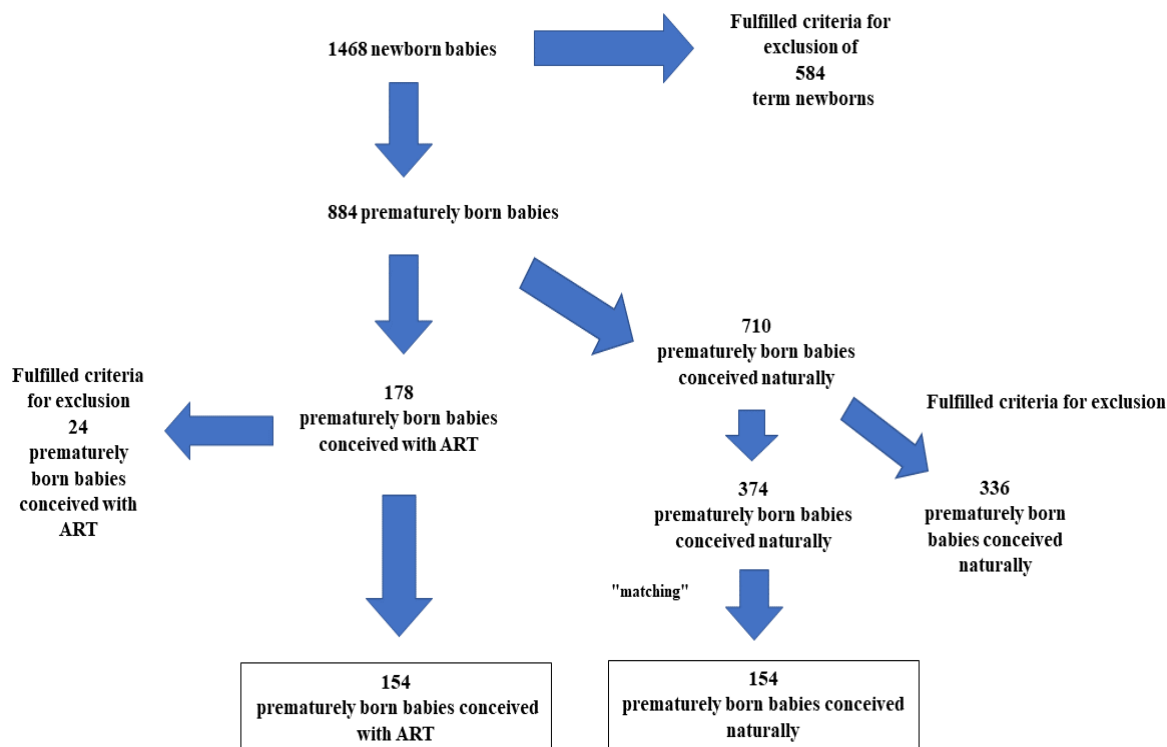 1468 newborn babies
Fulfilled criteria for
exclusion of
584
term newborns
884 prematurely born babies
710
prematurely born babies
conceived naturally
Fulfilled criteria
for exclusion
24
prematurely
born babies
conceived with
ART
178
prematurely born babies
conceived with ART
Fulfilled criteria for exclusion
374
prematurely born babies
conceived naturally
336
prematurely born
babies conceived
naturally
"matching"
154
prematurely born babies conceived
with ART
154
prematurely born babies conceived
naturally